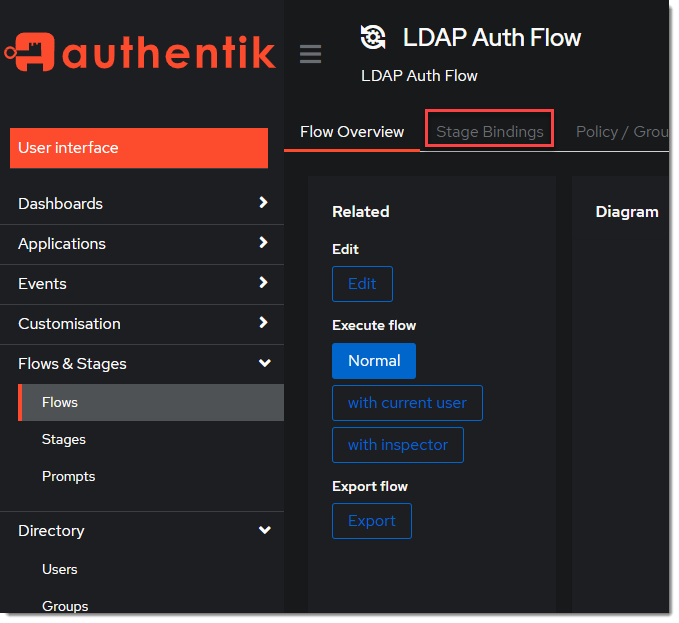 authentik
User interface
Dashboards
Applications
Events
Customisation
Flows & Stages
Flows
Stages
Prompts
Directory
Users
Groups
LDAP Auth Flow
LDAP Auth Flow
Flow Overview
Stage Bindings
Policy / Grou
Related
Edit
Edit
Execute flow
Normal
with current user
with inspector
Export flow
Export
Diagram